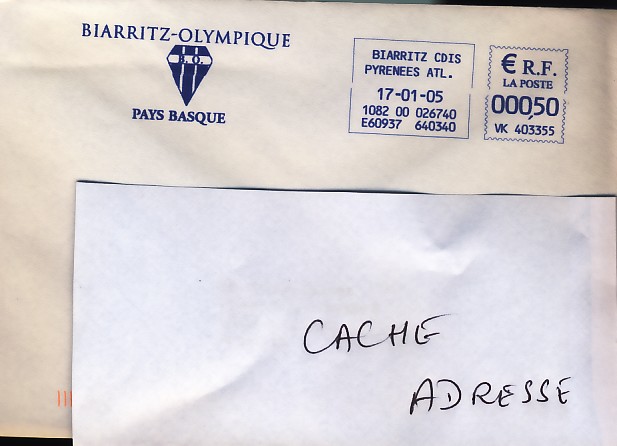 BIARRITZ-OLYMPIQUE
B.O.
PAYS BASQUE
BIARRITZ CDIS
PYRENEES ATL.
17-01-05
1082 00 026740
E60937 640340
€ R.F.
LA POSTE
000,50
VK 403355
CACHE
ADRESSE